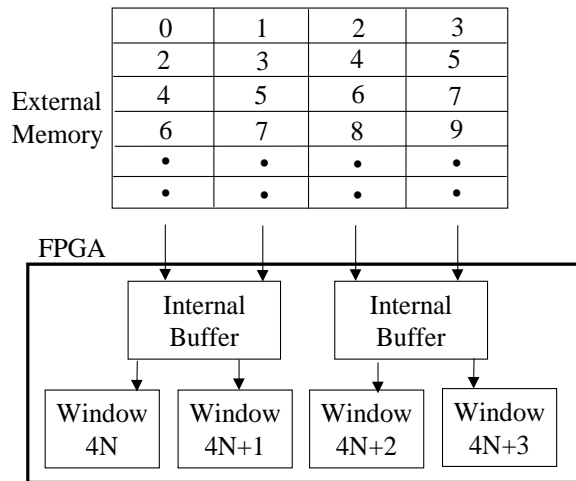 0 1 2 3
2 3 4 5
External 4 5 6 7
Memory 6 7 8 9
• • • •
• • • •
FPGA
Internal Internal
Buffer Buffer
Window Window Window Window
4N 4N+1 4N+2 4N+3